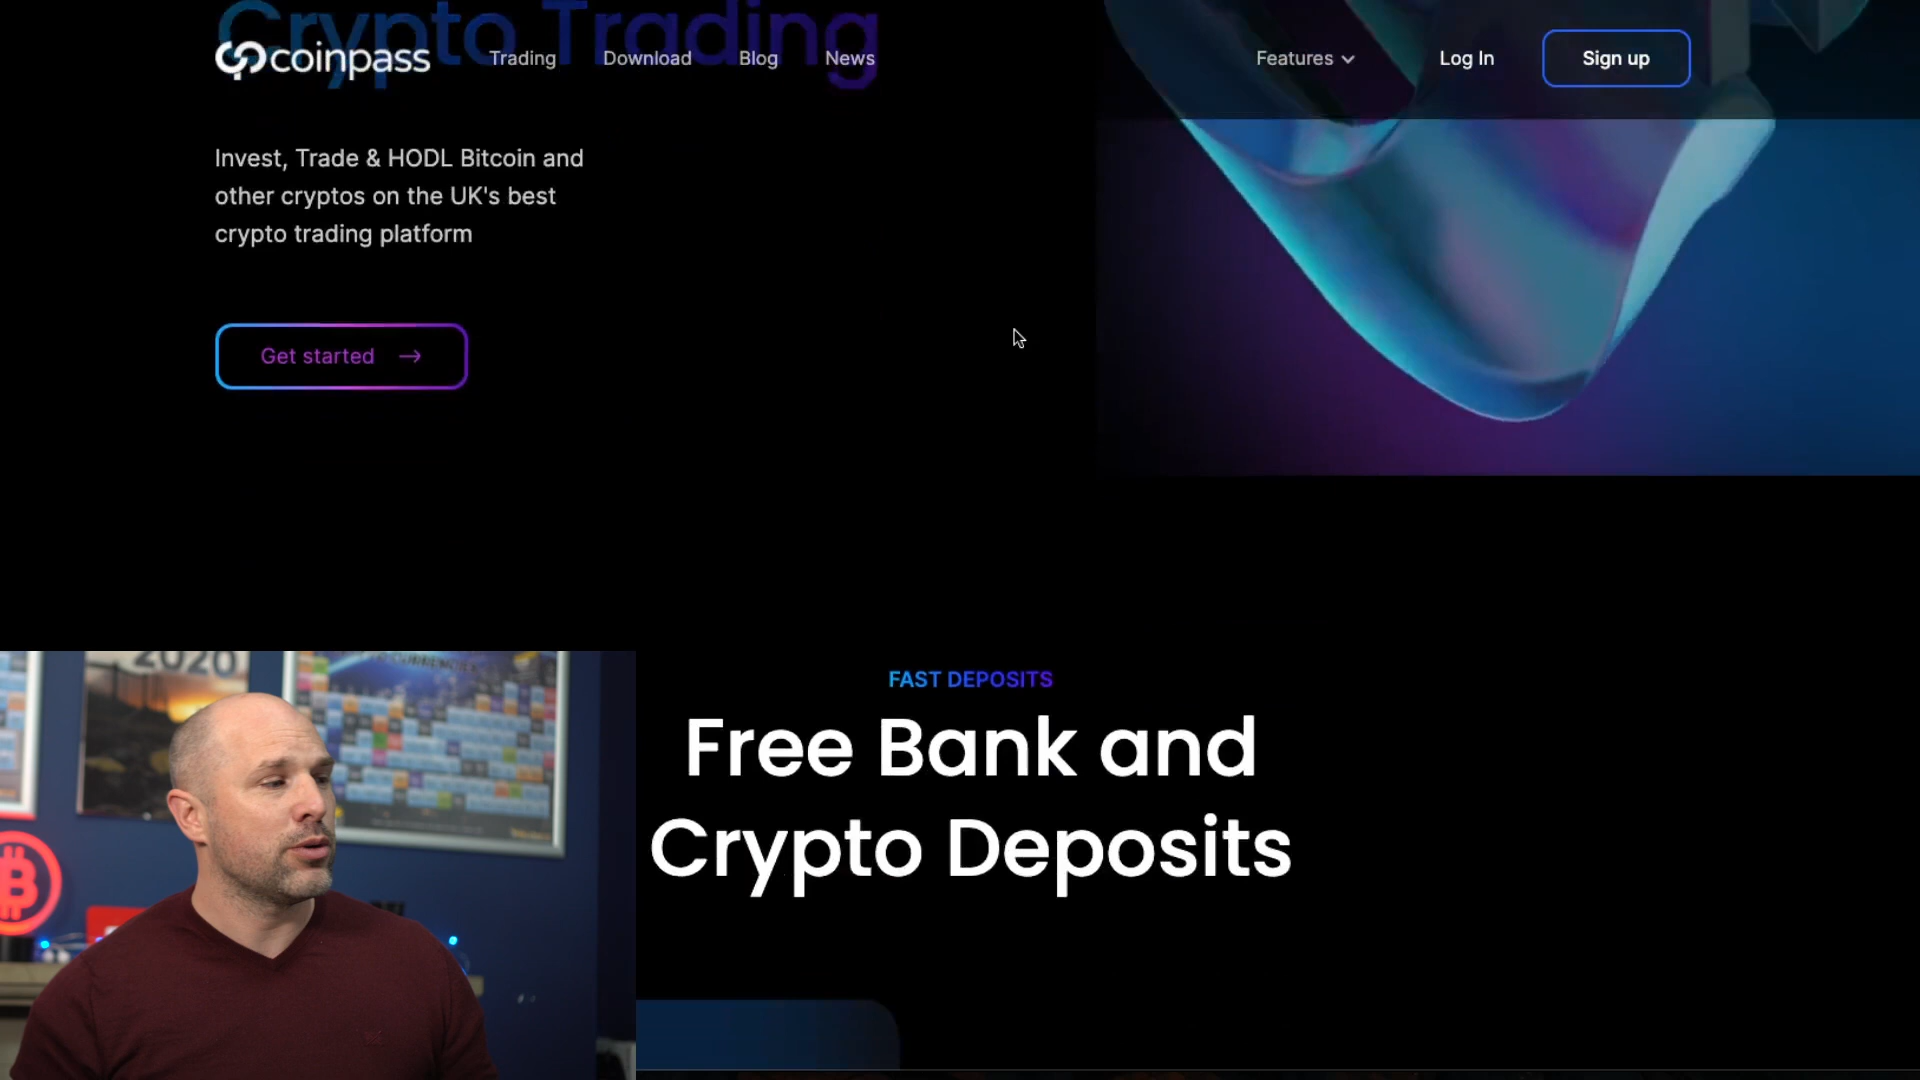 Crypto Trading
coinpass
Trading
Download
Blog
News
Features
Log In
Sign up
Invest, Trade & HODL Bitcoin and
other cryptos on the UK's best
crypto trading platform
Get started →
FAST DEPOSITS
Free Bank and
Crypto Deposits
2020